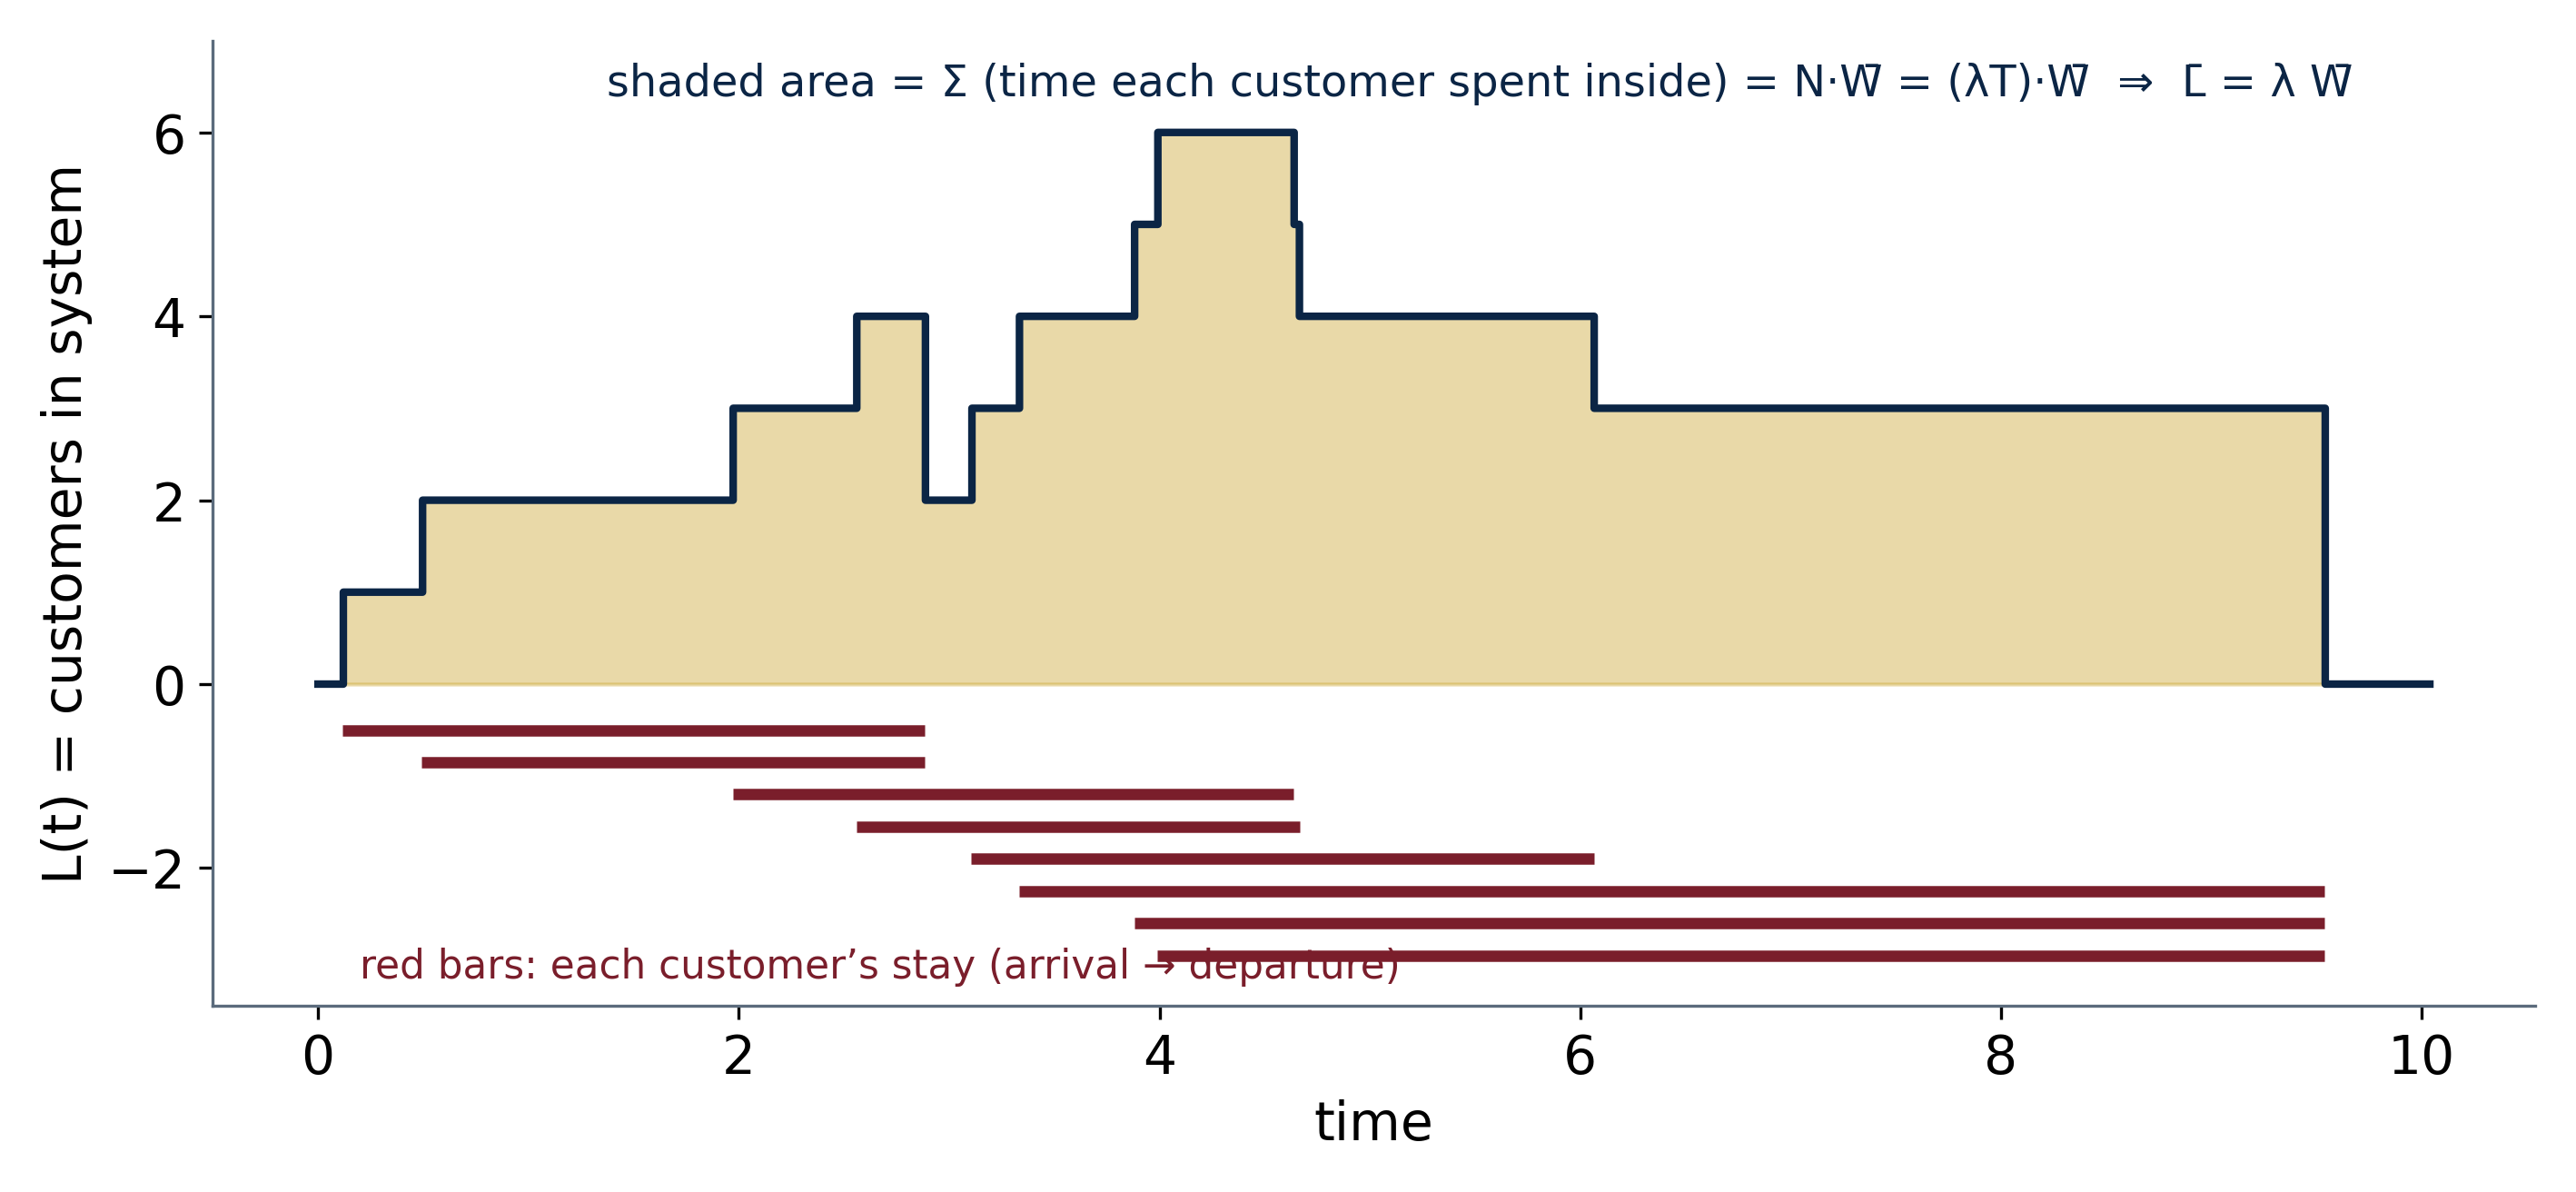 shaded area = Σ (time each customer spent inside) = N·W̄ = (λT)·W̄ ⇒ L̄ = λ W̄
L(t) = customers in system
6
4
2
0
−2
red bars: each customer’s stay (arrival → departure)
0 2 4 6 8 10
time